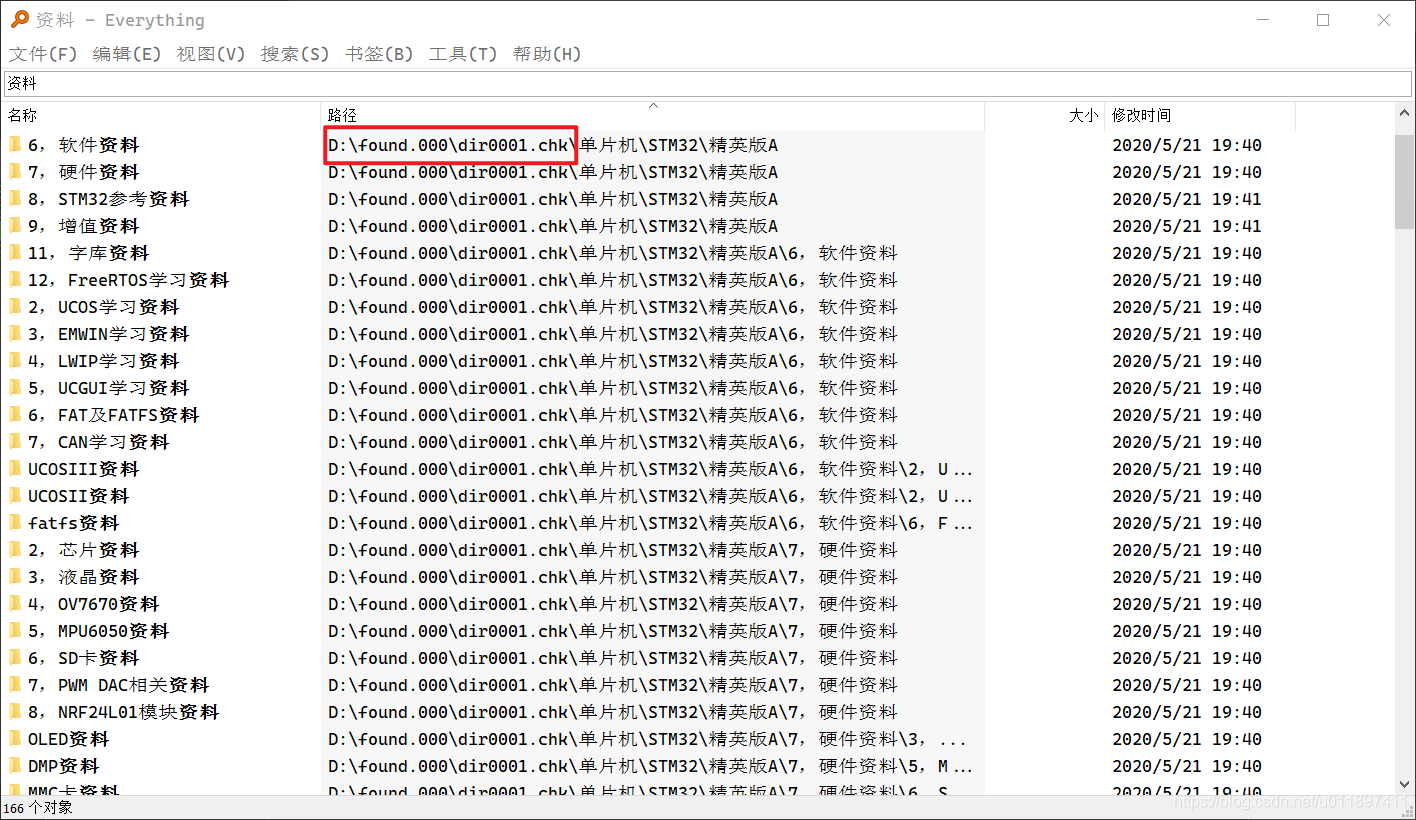 资料 - Everything
文件(F) 编辑(E) 视图(V) 搜索(S) 书签(B) 工具(T) 帮助(H)
资料
名称 路径 大小 修改时间
6，软件资料 D:\found.000\dir0001.chk\单片机\STM32\精英版A 2020/5/21 19:40
7，硬件资料 D:\found.000\dir0001.chk\单片机\STM32\精英版A 2020/5/21 19:40
8，STM32参考资料 D:\found.000\dir0001.chk\单片机\STM32\精英版A 2020/5/21 19:41
9，增值资料 D:\found.000\dir0001.chk\单片机\STM32\精英版A 2020/5/21 19:41
11，字库资料 D:\found.000\dir0001.chk\单片机\STM32\精英版A\6，软件资料 2020/5/21 19:40
12，FreeRTOS学习资料 D:\found.000\dir0001.chk\单片机\STM32\精英版A\6，软件资料 2020/5/21 19:40
2，UCOS学习资料 D:\found.000\dir0001.chk\单片机\STM32\精英版A\6，软件资料 2020/5/21 19:40
3，EMWIN学习资料 D:\found.000\dir0001.chk\单片机\STM32\精英版A\6，软件资料 2020/5/21 19:40
4，LWIP学习资料 D:\found.000\dir0001.chk\单片机\STM32\精英版A\6，软件资料 2020/5/21 19:40
5，UCGUI学习资料 D:\found.000\dir0001.chk\单片机\STM32\精英版A\6，软件资料 2020/5/21 19:40
6，FAT及FATFS资料 D:\found.000\dir0001.chk\单片机\STM32\精英版A\6，软件资料 2020/5/21 19:40
7，CAN学习资料 D:\found.000\dir0001.chk\单片机\STM32\精英版A\6，软件资料 2020/5/21 19:40
UCOSIII资料 D:\found.000\dir0001.chk\单片机\STM32\精英版A\6，软件资料\2，U... 2020/5/21 19:40
UCOSII资料 D:\found.000\dir0001.chk\单片机\STM32\精英版A\6，软件资料\2，U... 2020/5/21 19:40
fatfs资料 D:\found.000\dir0001.chk\单片机\STM32\精英版A\6，软件资料\6，F... 2020/5/21 19:40
2，芯片资料 D:\found.000\dir0001.chk\单片机\STM32\精英版A\7，硬件资料 2020/5/21 19:40
3，液晶资料 D:\found.000\dir0001.chk\单片机\STM32\精英版A\7，硬件资料 2020/5/21 19:40
4，OV7670资料 D:\found.000\dir0001.chk\单片机\STM32\精英版A\7，硬件资料 2020/5/21 19:40
5，MPU6050资料 D:\found.000\dir0001.chk\单片机\STM32\精英版A\7，硬件资料 2020/5/21 19:40
6，SD卡资料 D:\found.000\dir0001.chk\单片机\STM32\精英版A\7，硬件资料 2020/5/21 19:40
7，PWM DAC相关资料 D:\found.000\dir0001.chk\单片机\STM32\精英版A\7，硬件资料 2020/5/21 19:40
8，NRF24L01模块资料 D:\found.000\dir0001.chk\单片机\STM32\精英版A\7，硬件资料 2020/5/21 19:40
OLED资料 D:\found.000\dir0001.chk\单片机\STM32\精英版A\7，硬件资料\3，... 2020/5/21 19:40
DMP资料 D:\found.000\dir0001.chk\单片机\STM32\精英版A\7，硬件资料\5，M... 2020/5/21 19:40
MMC卡资料 D:\found.000\dir0001.chk\单片机\STM32\精英版A\7，硬件资料\6，S 2020/5/21 19:40
166 个对象
https://blog.csdn.net/u011897411